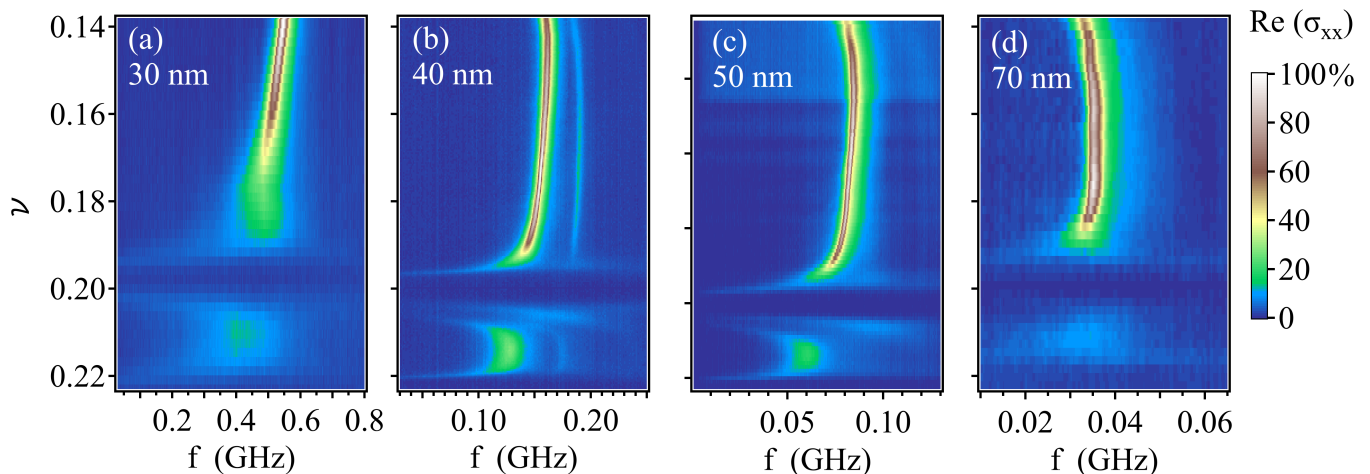 (a)
30 nm
(b)
40 nm
(c)
50 nm
(d)
70 nm
Re (σxx)
100%
80
60
40
20
0
ν
0.14
0.16
0.18
0.20
0.22
0.2 0.4 0.6 0.8
0.10 0.20
0.05 0.10
0.02 0.04 0.06
f (GHz)
f (GHz)
f (GHz)
f (GHz)